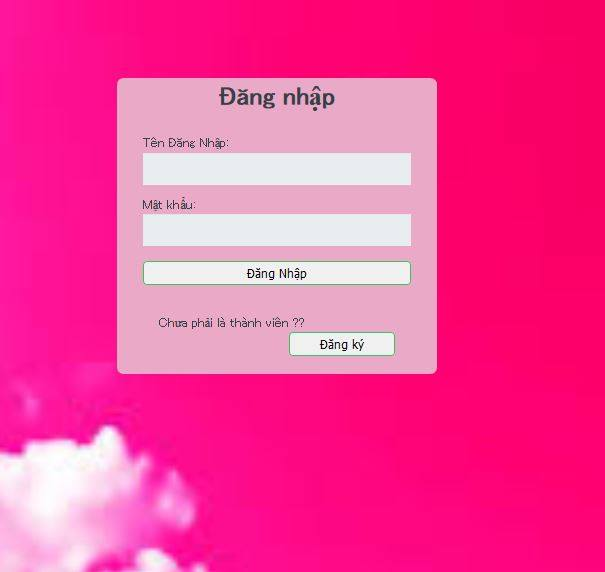 Đăng nhập
Tên Đăng Nhập:
Mật khẩu:
Đăng Nhập
Chưa phải là thành viên ??
Đăng ký